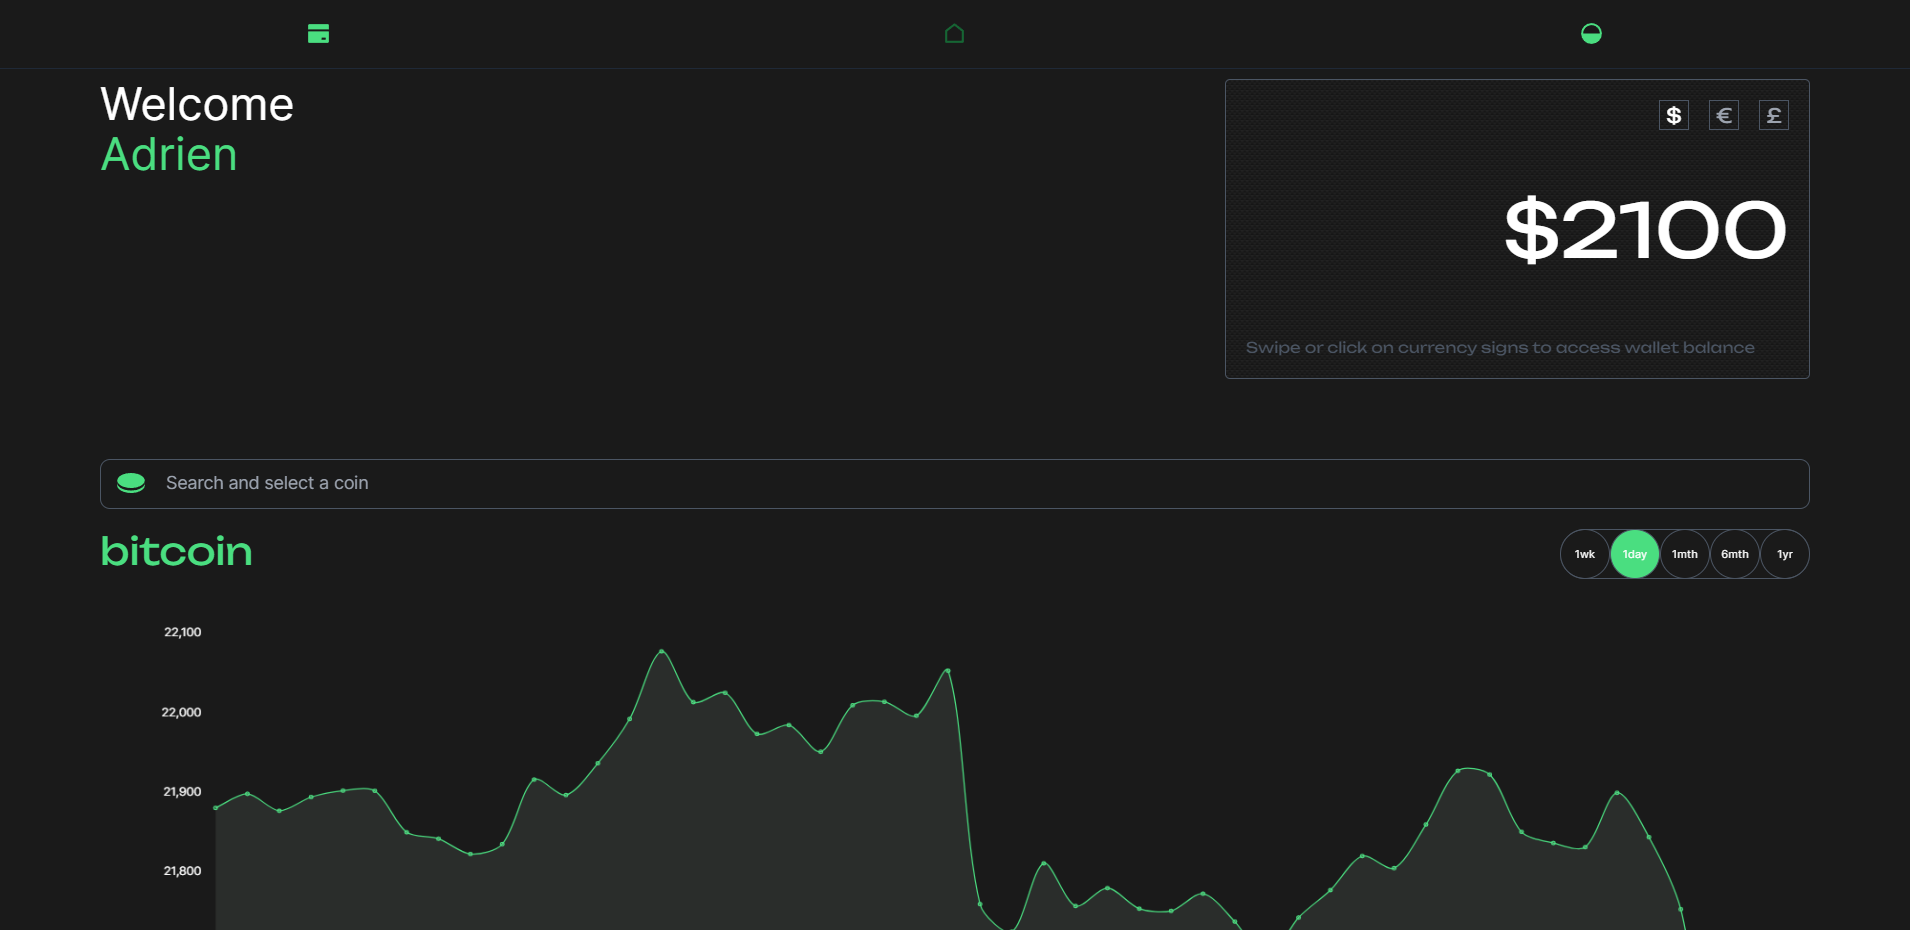 Welcome
Adrien
$ € £
$2100
Swipe or click on currency signs to access wallet balance
Search and select a coin
bitcoin
1wk 1day 1mth 6mth 1yr
22,100
22,000
21,900
21,800